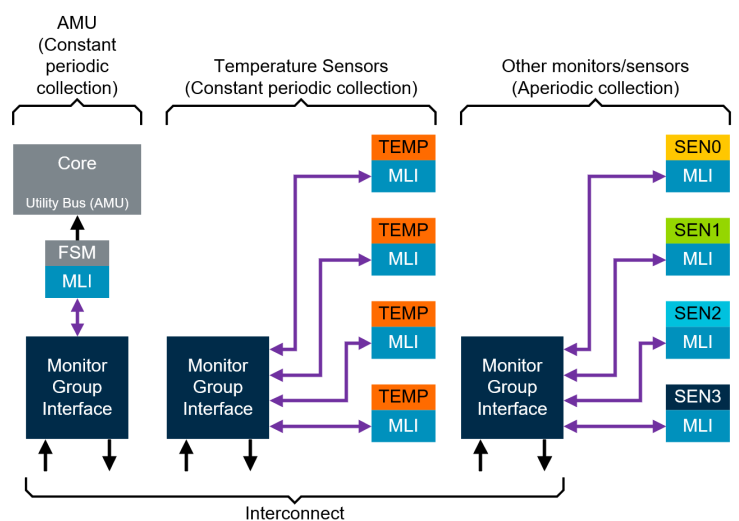 AMU
(Constant
periodic
collection)
Temperature Sensors
(Constant periodic collection)
Other monitors/sensors
(Aperiodic collection)
Core
Utility Bus (AMU)
FSM
MLI
Monitor
Group
Interface
TEMP
MLI
TEMP
MLI
TEMP
MLI
TEMP
MLI
Monitor
Group
Interface
SEN0
MLI
SEN1
MLI
SEN2
MLI
SEN3
MLI
Monitor
Group
Interface
Interconnect